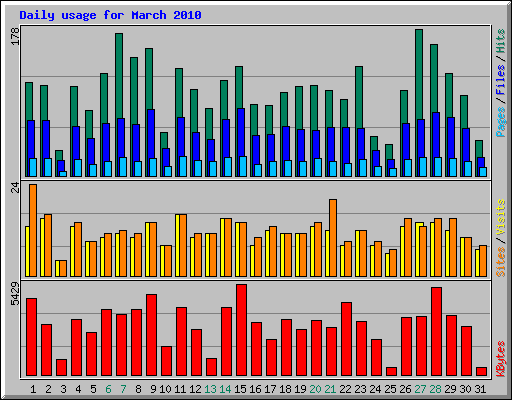 Daily usage for March 2010
178
Pages / Files / Hits
24
Sites / Visits
5429
KBytes
1 2 3 4 5 6 7 8 9 10 11 12 13 14 15 16 17 18 19 20 21 22 23 24 25 26 27 28 29 30 31